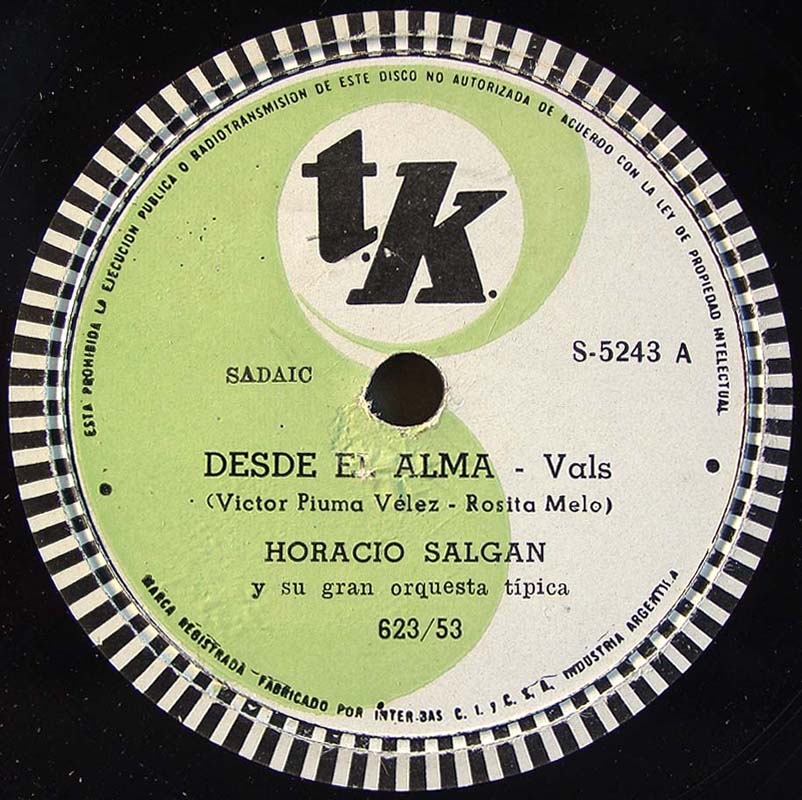 ESTA PROHIBIDA LA EJECUCION PUBLICA O RADIOTRANSMISION DE ESTE DISCO NO AUTORIZADA DE ACUERDO CON LA LEY DE PROPIEDAD INTELECTUAL
t.k.
S-5243 A
SADAIC
DESDE EL ALMA - Vals
(Victor Piuma Vélez - Rosita Melo)
HORACIO SALGAN
y su gran orquesta típica
623/53
MARCA REGISTRADA - FABRICADO POR INTER-BAS C. I. y C. S. A. INDUSTRIA ARGENTINA